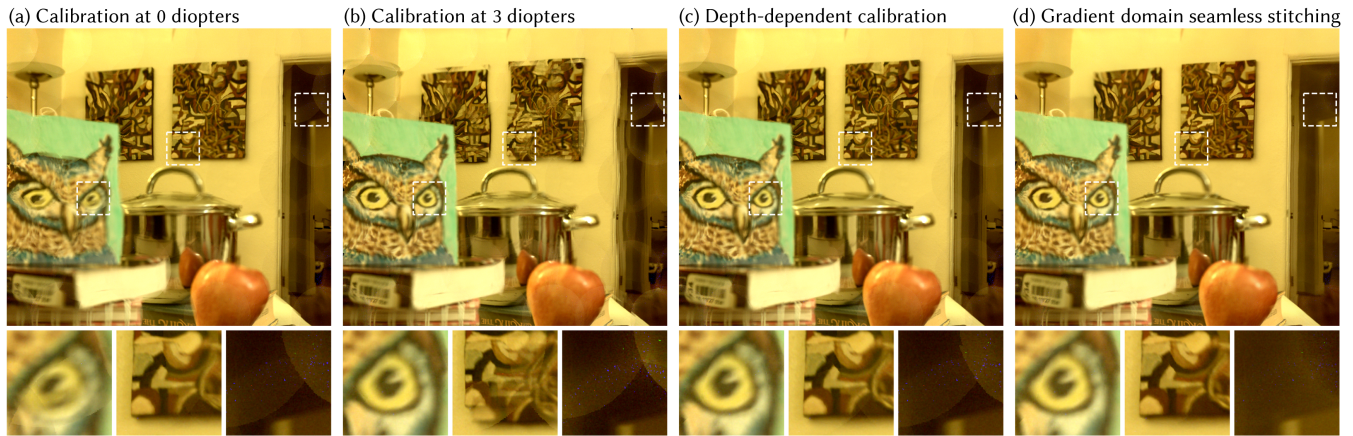 (a) Calibration at 0 diopters
(b) Calibration at 3 diopters
(c) Depth-dependent calibration
(d) Gradient domain seamless stitching